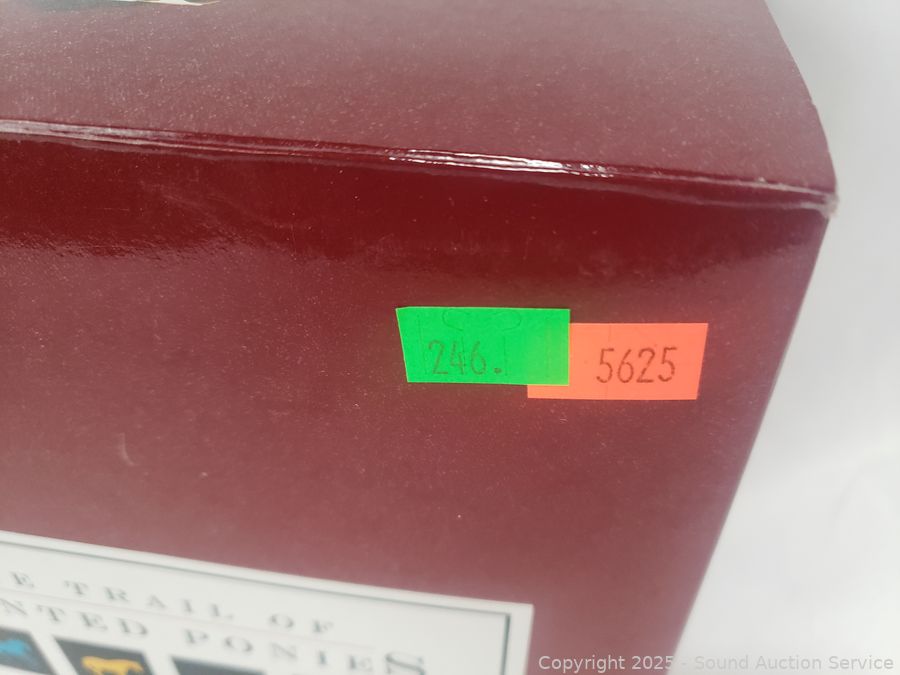 246.
5625
E TRAIL OF
NTED PONIES
Copyright 2025 - Sound Auction Service